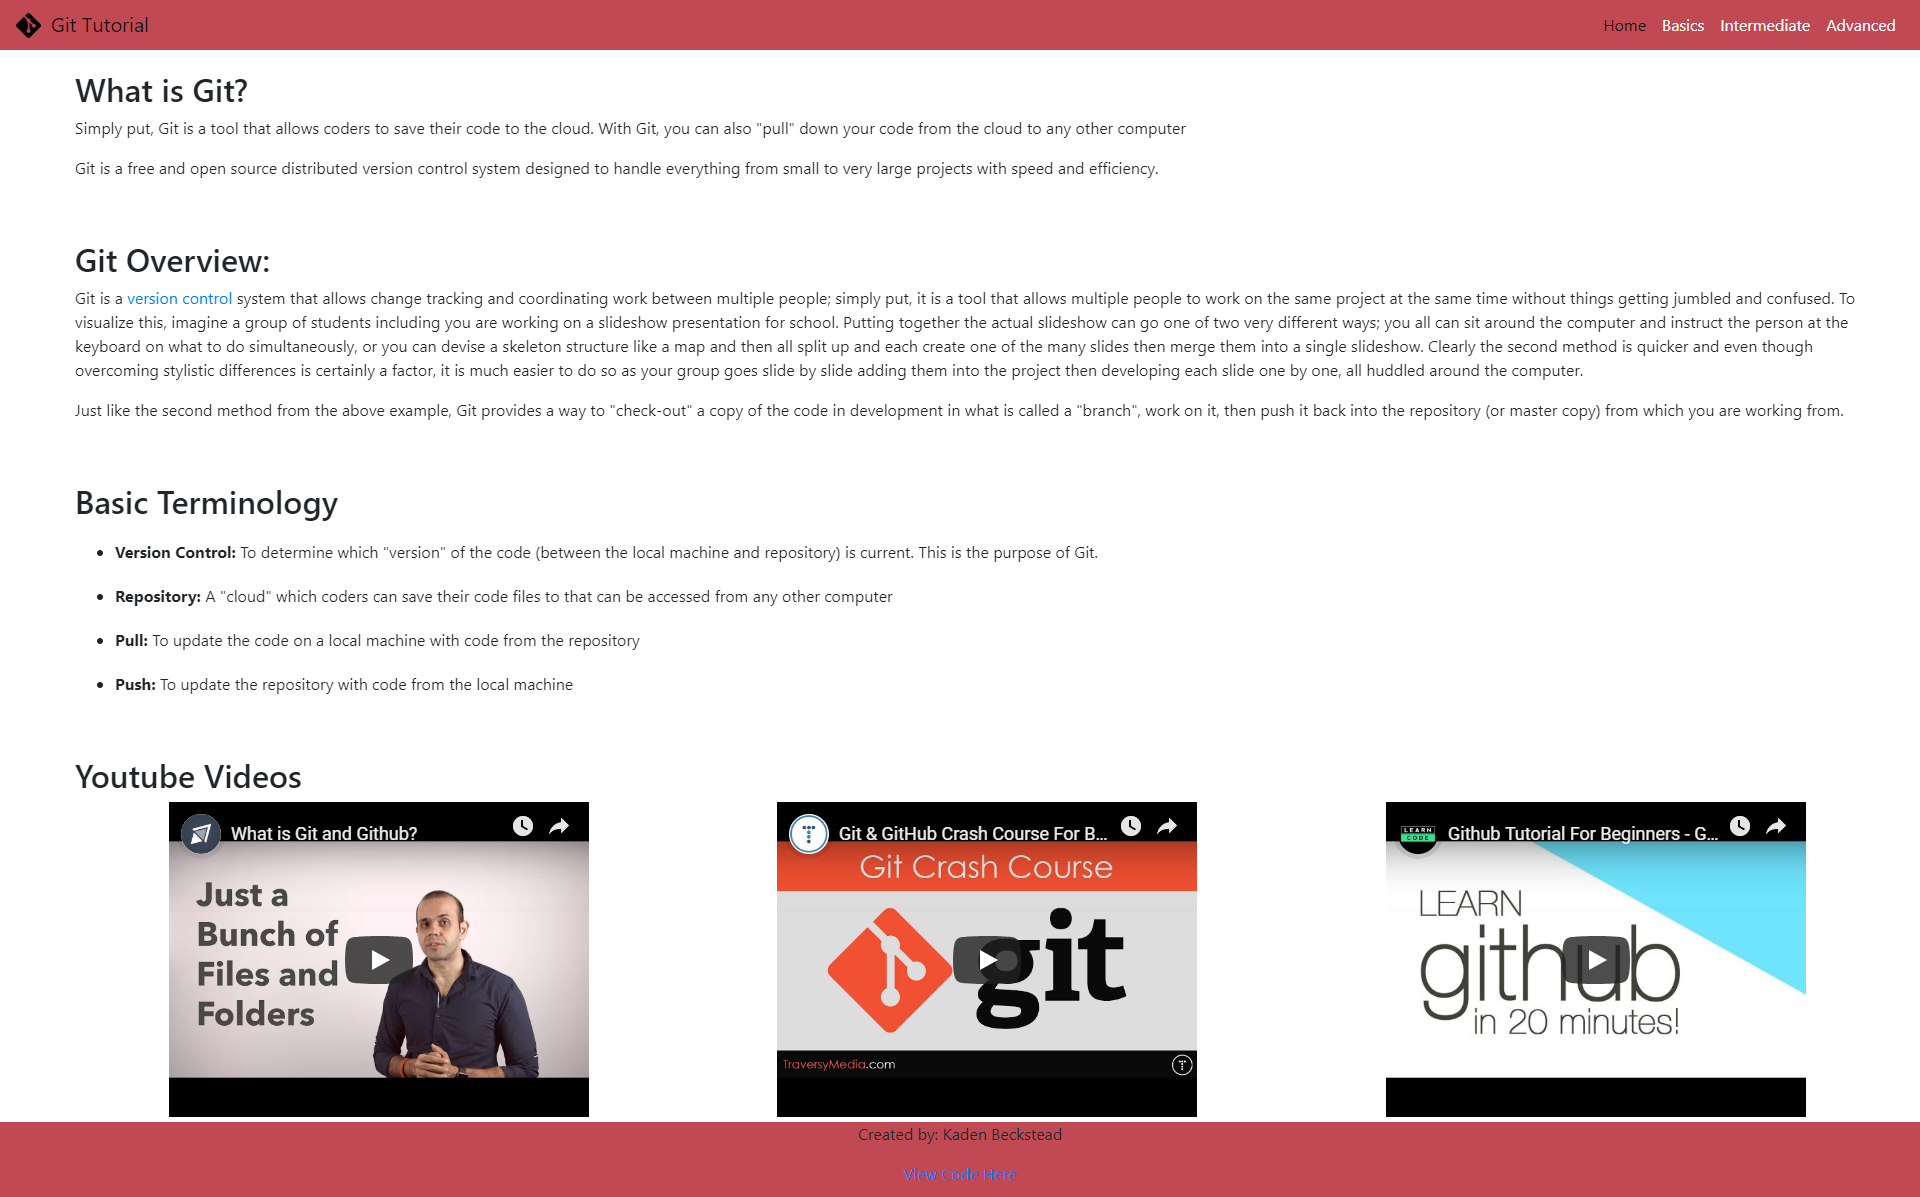 Git Tutorial
Home Basics Intermediate Advanced
What is Git?
Simply put, Git is a tool that allows coders to save their code to the cloud. With Git, you can also "pull" down your code from the cloud to any other computer
Git is a free and open source distributed version control system designed to handle everything from small to very large projects with speed and efficiency.
Git Overview:
Git is a version control system that allows change tracking and coordinating work between multiple people; simply put, it is a tool that allows multiple people to work on the same project at the same time without things getting jumbled and confused. To
visualize this, imagine a group of students including you are working on a slideshow presentation for school. Putting together the actual slideshow can go one of two very different ways; you all can sit around the computer and instruct the person at the
keyboard on what to do simultaneously, or you can devise a skeleton structure like a map and then all split up and each create one of the many slides then merge them into a single slideshow. Clearly the second method is quicker and even though
overcoming stylistic differences is certainly a factor, it is much easier to do so as your group goes slide by slide adding them into the project then developing each slide one by one, all huddled around the computer.
Just like the second method from the above example, Git provides a way to "check-out" a copy of the code in development in what is called a "branch", work on it, then push it back into the repository (or master copy) from which you are working from.
Basic Terminology
Version Control: To determine which "version" of the code (between the local machine and repository) is current. This is the purpose of Git.
Repository: A "cloud" which coders can save their code files to that can be accessed from any other computer
Pull: To update the code on a local machine with code from the repository
Push: To update the repository with code from the local machine
Youtube Videos
What is Git and Github?
Just a
Bunch of
Files and
Folders
Git & GitHub Crash Course For B...
Git Crash Course
git
TraversyMedia.com
LEARN
CODE
Github Tutorial For Beginners - G...
LEARN
github
in 20 minutes!
Created by: Kaden Beckstead
View Code Here